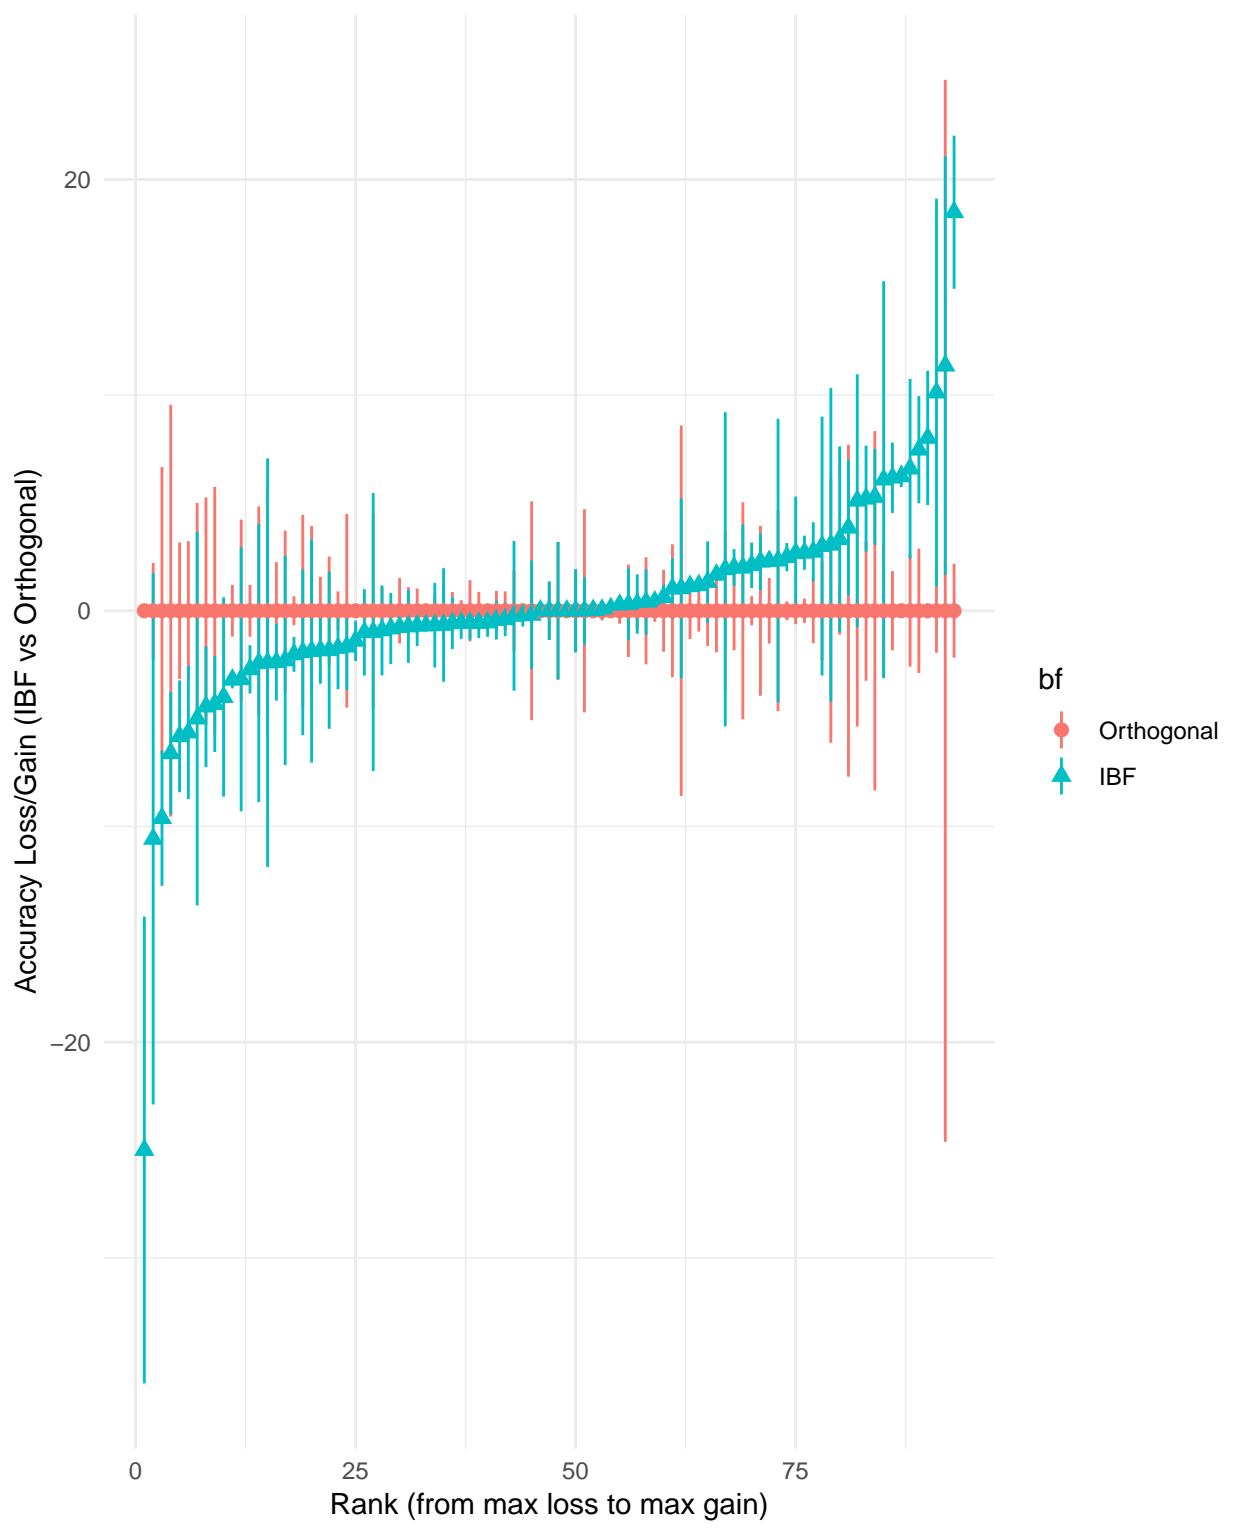 20
0
−20
Accuracy Loss/Gain (IBF vs Orthogonal)
0
25
50
75
Rank (from max loss to max gain)
bf
Orthogonal
IBF